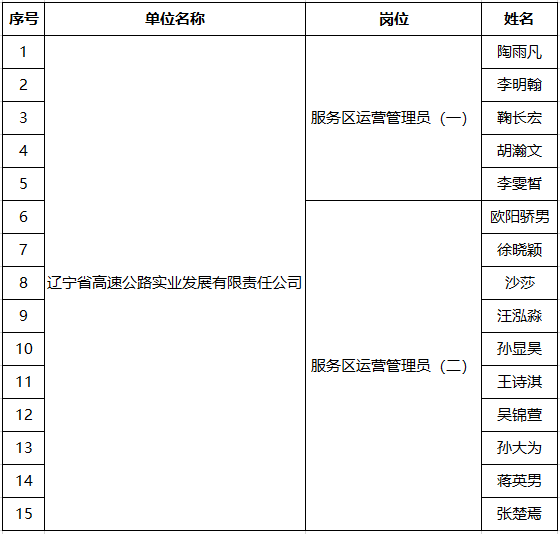 序号 单位名称 岗位 姓名
1 陶雨凡
2 李明翰
3 服务区运营管理员（一） 鞠长宏
4 胡瀚文
5 李雯皙
6 欧阳骄男
7 徐晓颖
8 辽宁省高速公路实业发展有限责任公司 沙莎
9 汪泓淼
10 孙显昊
服务区运营管理员（二）
11 王诗淇
12 吴锦萱
13 孙大为
14 蒋英男
15 张楚焉